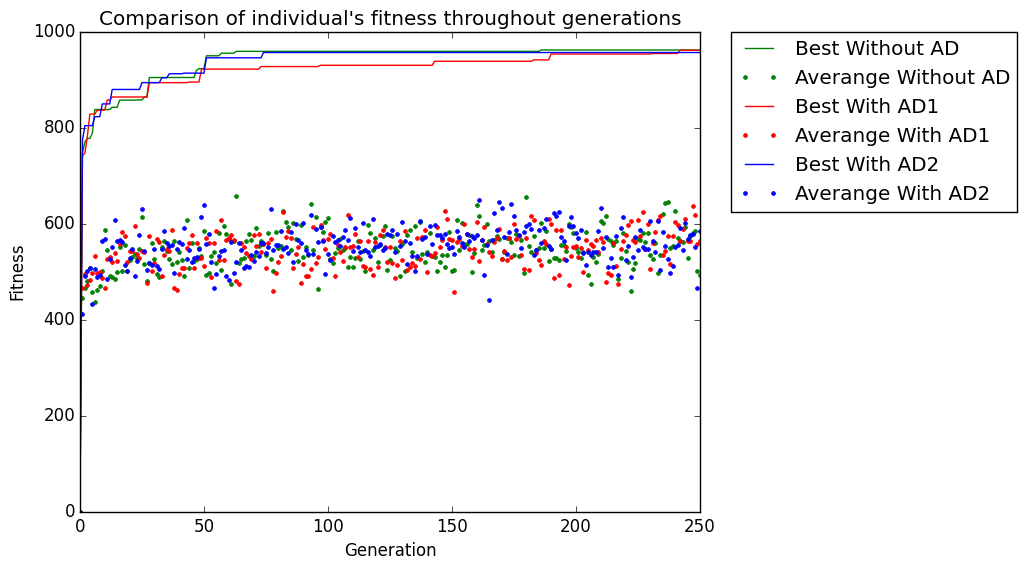 Comparison of individual's fitness throughout generations
1000
800
600
400
200
0
Fitness
0 50 100 150 200 250
Generation
Best Without AD
Averange Without AD
Best With AD1
Averange With AD1
Best With AD2
Averange With AD2